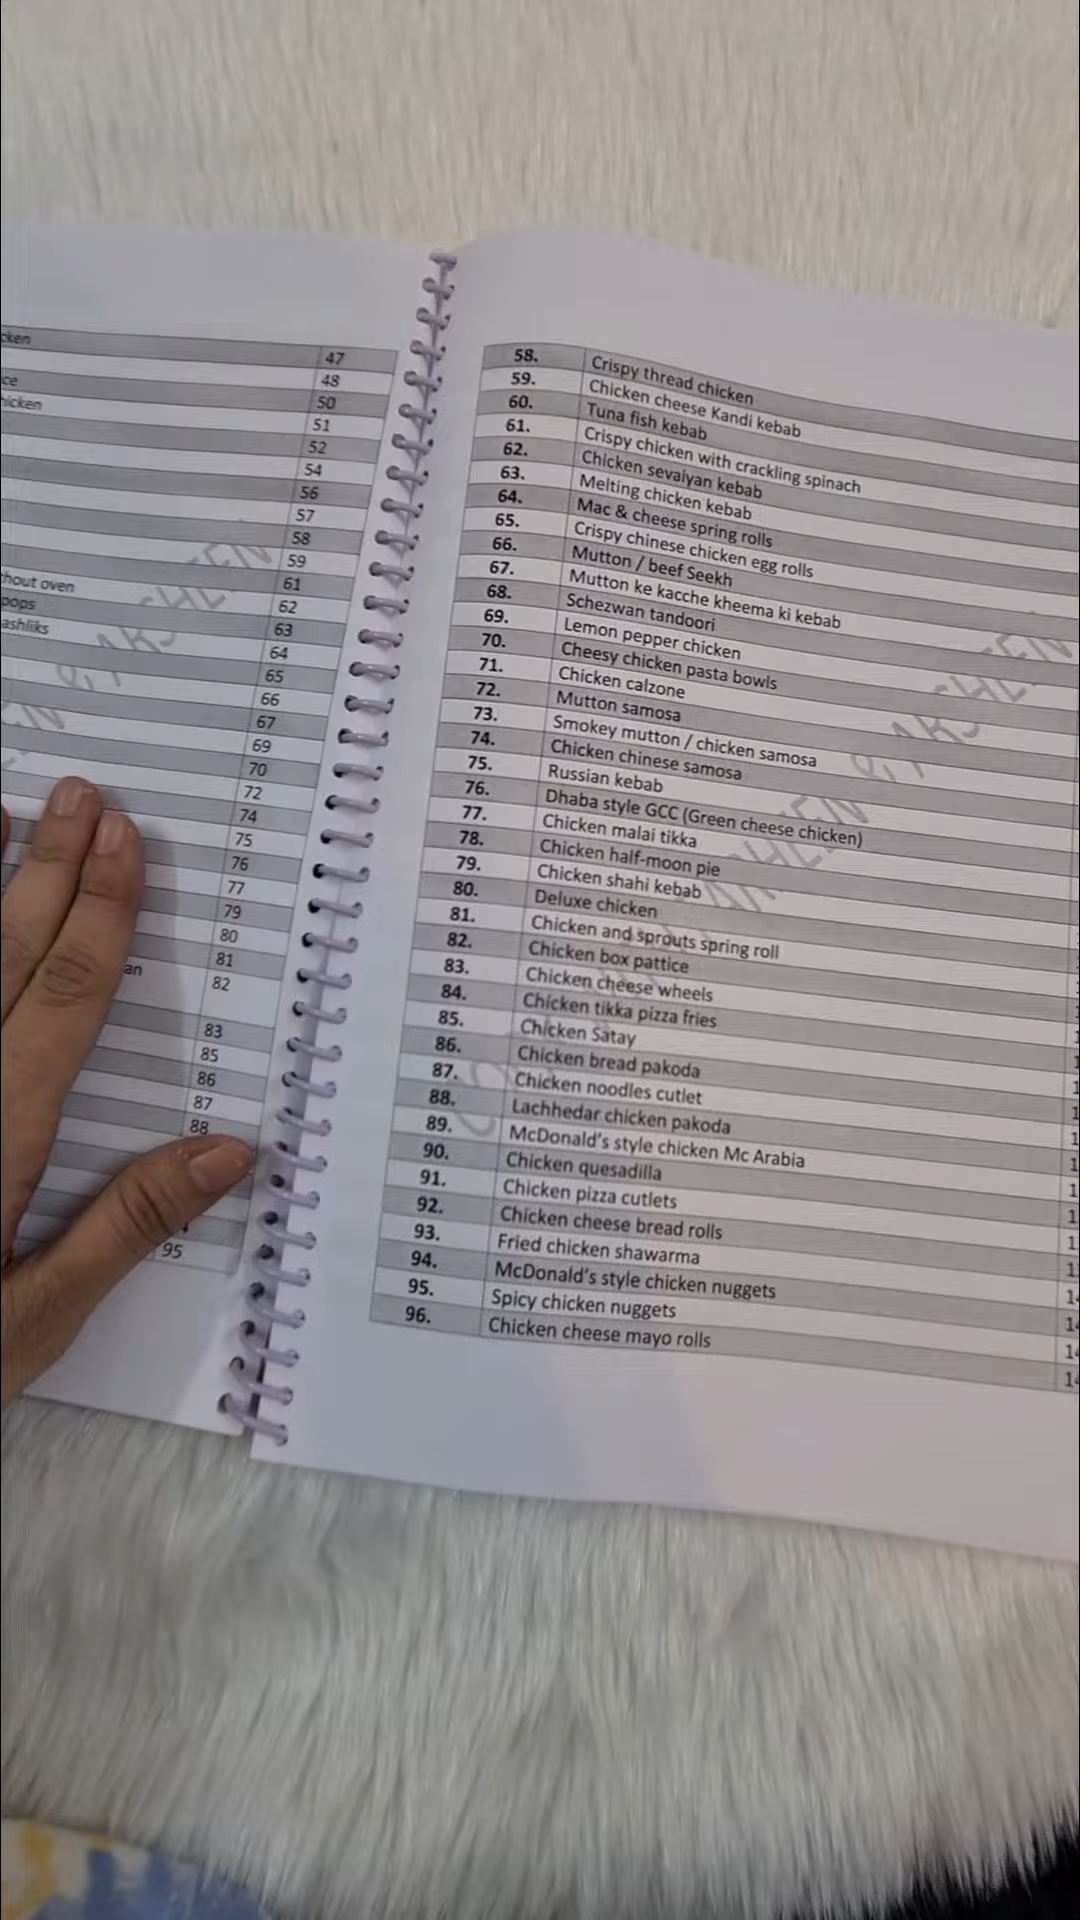 cken 47
48
ce 50
hicken 51
52
54
56
57
58
59
61
hout oven 62
pops 63
ashliks 64
65
66
67
69
70
72
74
75
76
77
79
80
81
an 82
83
85
86
87
88
95
58. Crispy thread chicken
59. Chicken cheese Kandi kebab
60. Tuna fish kebab
61. Crispy chicken with crackling spinach
62. Chicken sevaiyan kebab
63. Melting chicken kebab
64. Mac & cheese spring rolls
65. Crispy chinese chicken egg rolls
66. Mutton / beef Seekh
67. Mutton ke kacche kheema ki kebab
68. Schezwan tandoori
69. Lemon pepper chicken
70. Cheesy chicken pasta bowls
71. Chicken calzone
72. Mutton samosa
73. Smokey mutton / chicken samosa
74. Chicken chinese samosa
75. Russian kebab
76. Dhaba style GCC (Green cheese chicken)
77. Chicken malai tikka
78. Chicken half-moon pie
79. Chicken shahi kebab
80. Deluxe chicken
81. Chicken and sprouts spring roll
82. Chicken box pattice
83. Chicken cheese wheels
84. Chicken tikka pizza fries
85. Chicken Satay
86. Chicken bread pakoda
87. Chicken noodles cutlet
88. Lachhedar chicken pakoda
89. McDonald's style chicken Mc Arabia
90. Chicken quesadilla
91. Chicken pizza cutlets
92. Chicken cheese bread rolls
93. Fried chicken shawarma
94. McDonald's style chicken nuggets
95. Spicy chicken nuggets
96. Chicken cheese mayo rolls
& ARSHEEN
& ARSHEEN